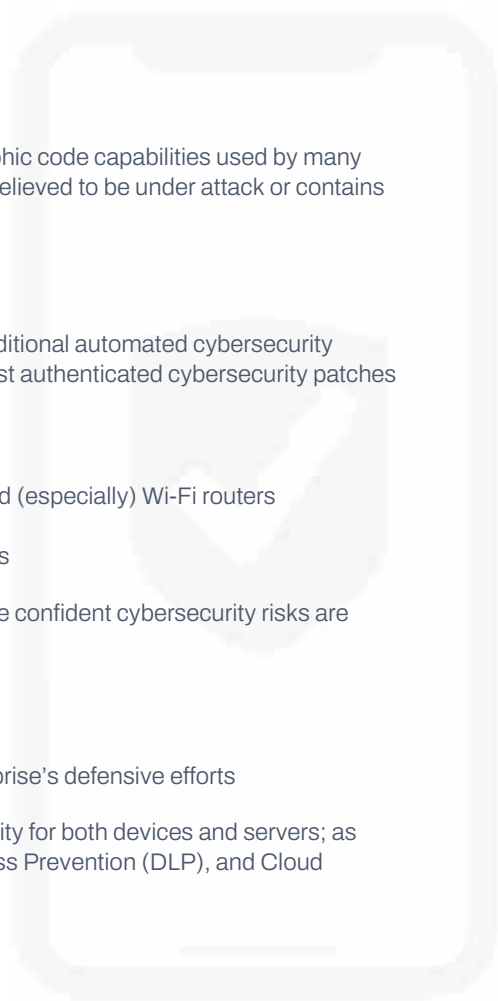 phic code capabilities used by many
elieved to be under attack or contains
ditional automated cybersecurity
st authenticated cybersecurity patches
d (especially) Wi-Fi routers
s
e confident cybersecurity risks are
prise’s defensive efforts
ity for both devices and servers; as
ss Prevention (DLP), and Cloud